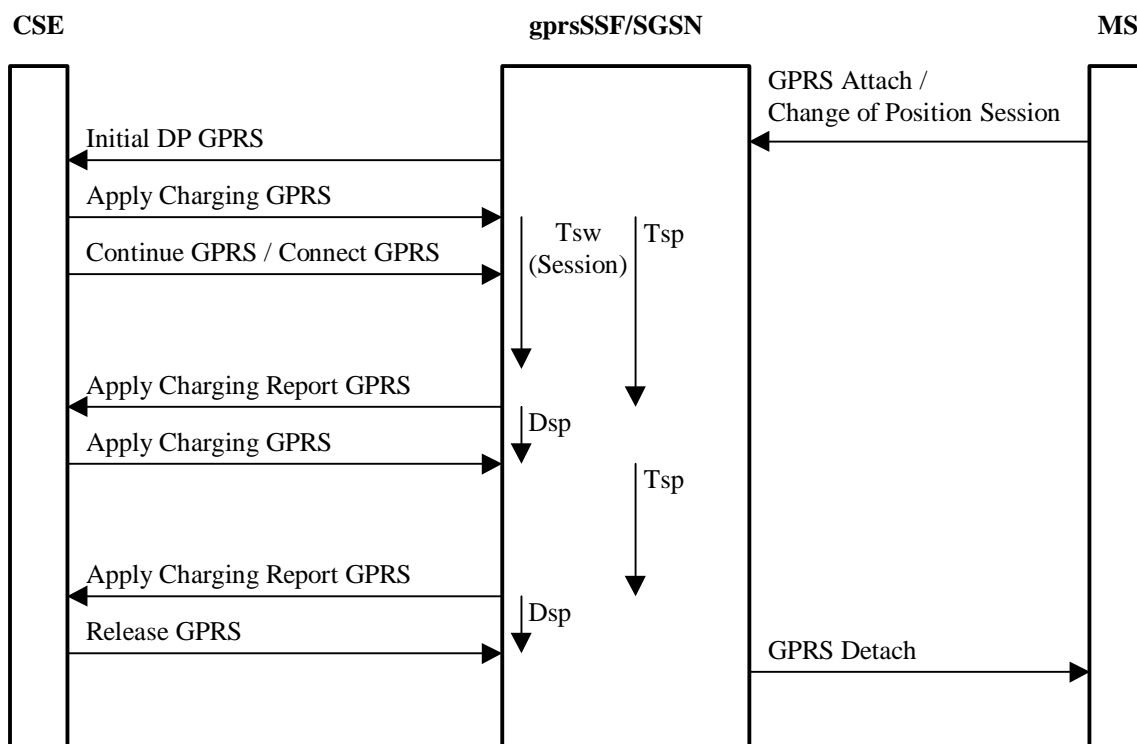 CSE
gprsSSF/SGSN
MS
GPRS Attach /
Change of Position Session
Initial DP GPRS
Apply Charging GPRS
Tsw
(Session)
Tsp
Continue GPRS / Connect GPRS
Apply Charging Report GPRS
Dsp
Apply Charging GPRS
Tsp
Apply Charging Report GPRS
Dsp
Release GPRS
GPRS Detach